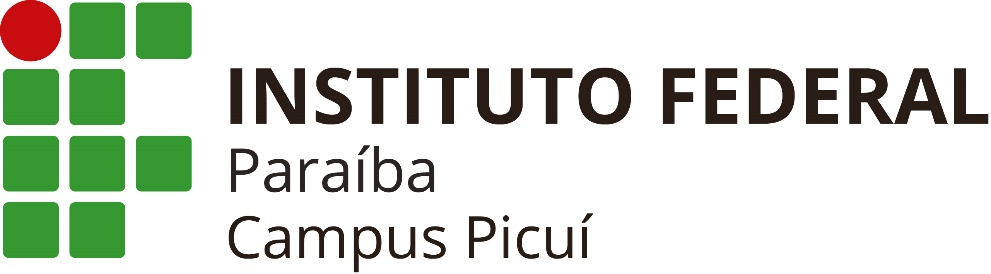 INSTITUTO FEDERAL
Paraíba
Campus Picuí